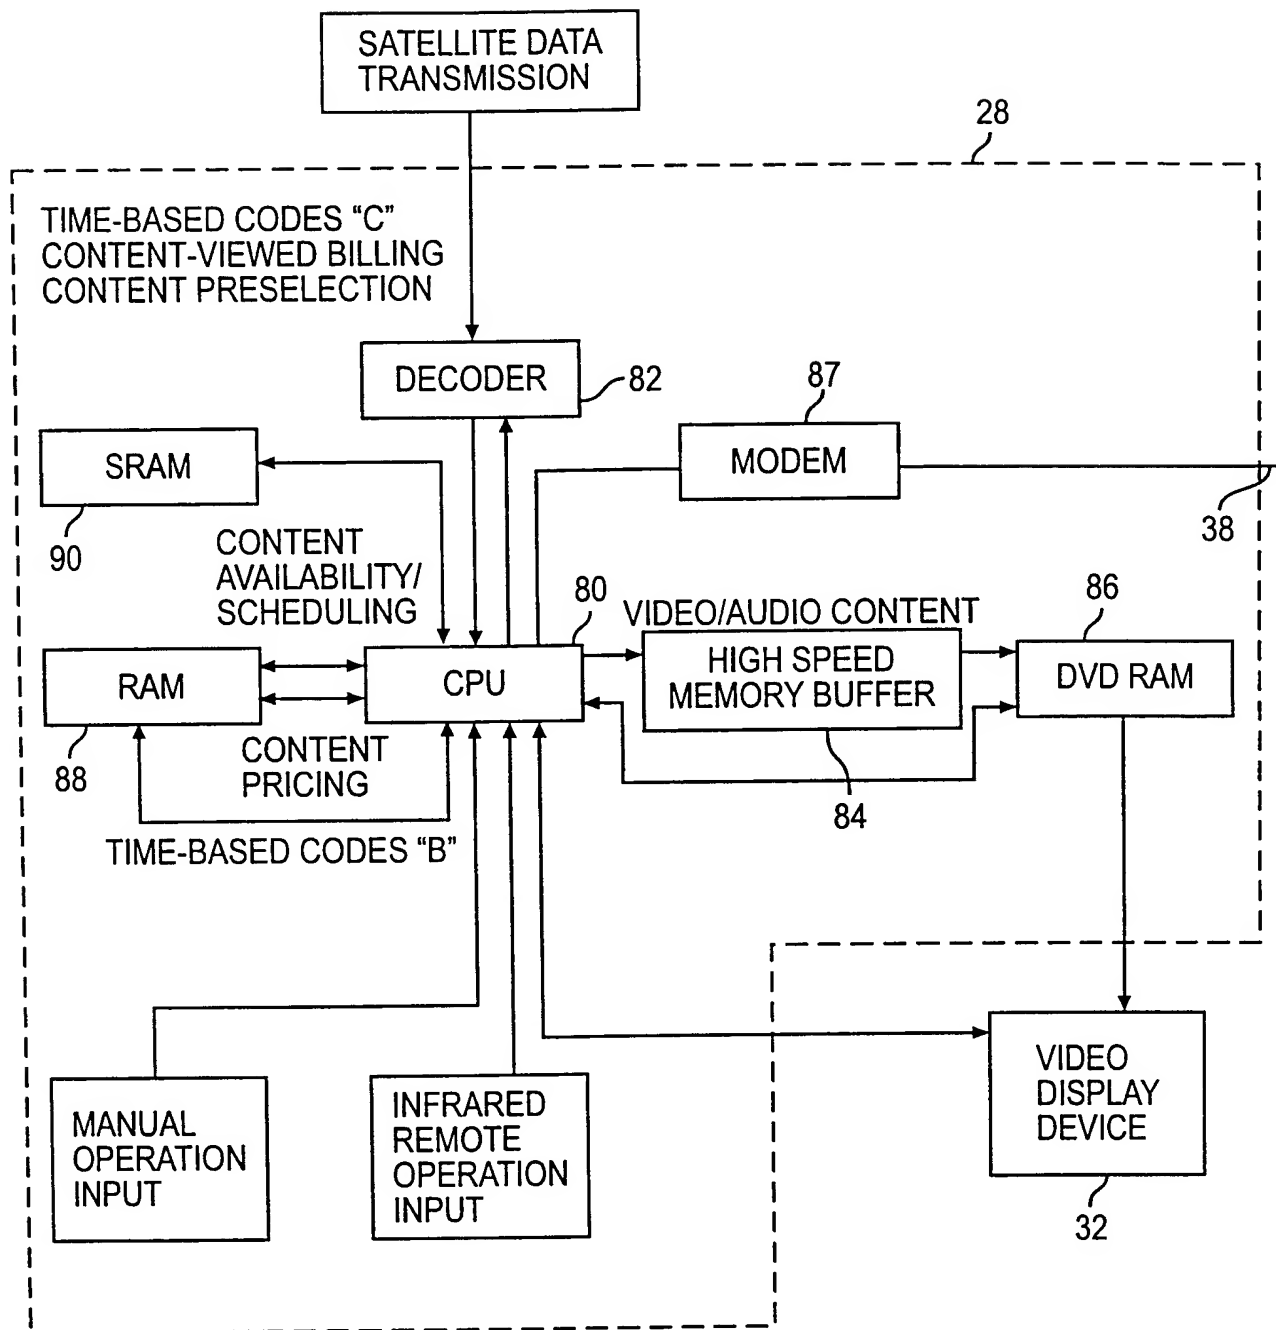 SATELLITE DATA
TRANSMISSION
28
TIME-BASED CODES “C”
CONTENT-VIEWED BILLING
CONTENT PRESELECTION
DECODER
82
87
SRAM
MODEM
90
38
CONTENT
AVAILABILITY/
SCHEDULING
80
VIDEO/AUDIO CONTENT
86
RAM
CPU
HIGH SPEED
MEMORY BUFFER
DVD RAM
88
CONTENT
PRICING
84
TIME-BASED CODES “B”
MANUAL
OPERATION
INPUT
INFRARED
REMOTE
OPERATION
INPUT
VIDEO
DISPLAY
DEVICE
32